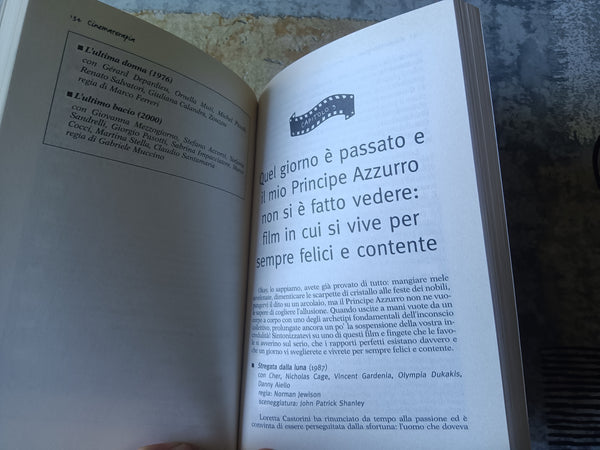 '56 Cinematerapia
■ L'ultima donna (1976)
con Gérard Depardieu, Ornella Muti, Michel Piccoli,
Renato Salvatori, Giuliana Calandra, Zouzou
regia di Marco Ferreri
■ L'ultimo bacio (2000)
con Giovanna Mezzogiorno, Stefano Accorsi, Stefania
Sandrelli, Giorgio Pasotti, Sabrina Impacciatore, Marco
Cocci, Martina Stella, Claudio Santamaria
regia di Gabriele Muccino
Quel giorno è passato e
il mio Principe Azzurro
non si è fatto vedere:
film in cui si vive per
sempre felici e contente
Okay, lo sappiamo, avete già provato di tutto: mangiare mele
avvelenate, dimenticare le scarpette di cristallo alle feste dei nobili,
pungervi il dito su un arcolaio, ma il Principe Azzurro non ne vuo-
le sapere di cogliere l'allusione. Quando uscite a mani vuote da un
corpo a corpo con uno degli archetipi fondamentali dell'inconscio
collettivo, prolungate ancora un po' la sospensione della vostra in-
credulità! Sintonizzatevi su uno di questi film e fingete che le favo-
le si avverino sul serio, che i rapporti perfetti esistano davvero e
che un giorno vi sveglierete e vivrete per sempre felici e contente.
■ Stregata dalla luna (1987)
con Cher, Nicholas Cage, Vincent Gardenia, Olympia Dukakis,
Danny Aiello
regia: Norman Jewison
sceneggiatura: John Patrick Shanley
Loretta Castorini ha rinunciato da tempo alla passione ed è
convinta di essere perseguitata dalla sfortuna: l'uomo che doveva